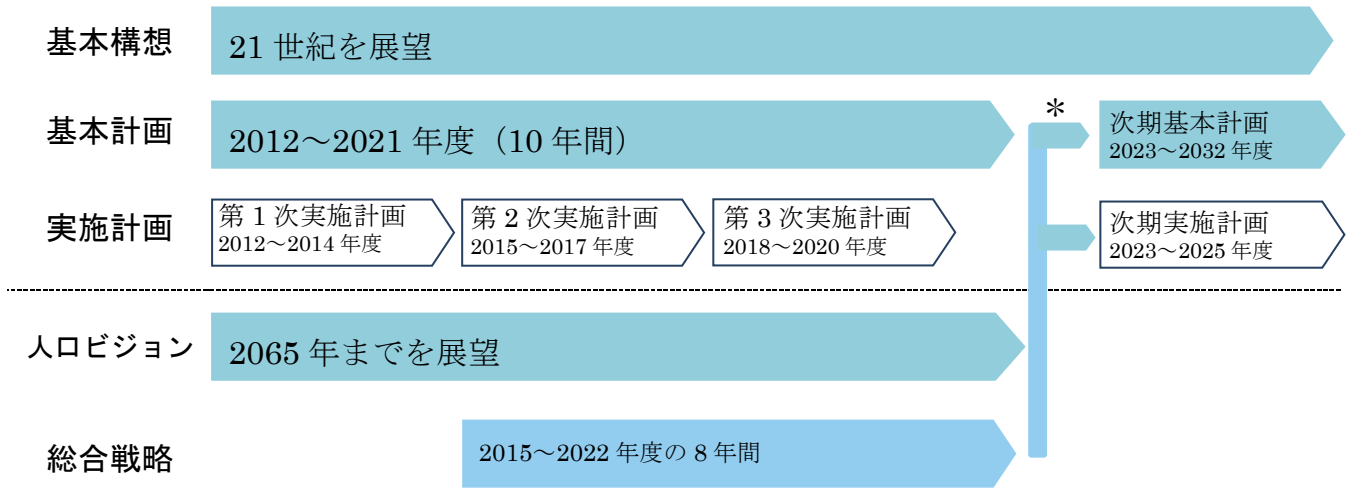 基本構想
21 世紀を展望
基本計画
2012～2021 年度（10 年間）
＊
次期基本計画
2023～2032 年度
実施計画
第 1 次実施計画
2012～2014 年度
第 2 次実施計画
2015～2017 年度
第 3 次実施計画
2018～2020 年度
次期実施計画
2023～2025 年度
人口ビジョン
2065 年までを展望
総合戦略
2015～2022 年度の 8 年間